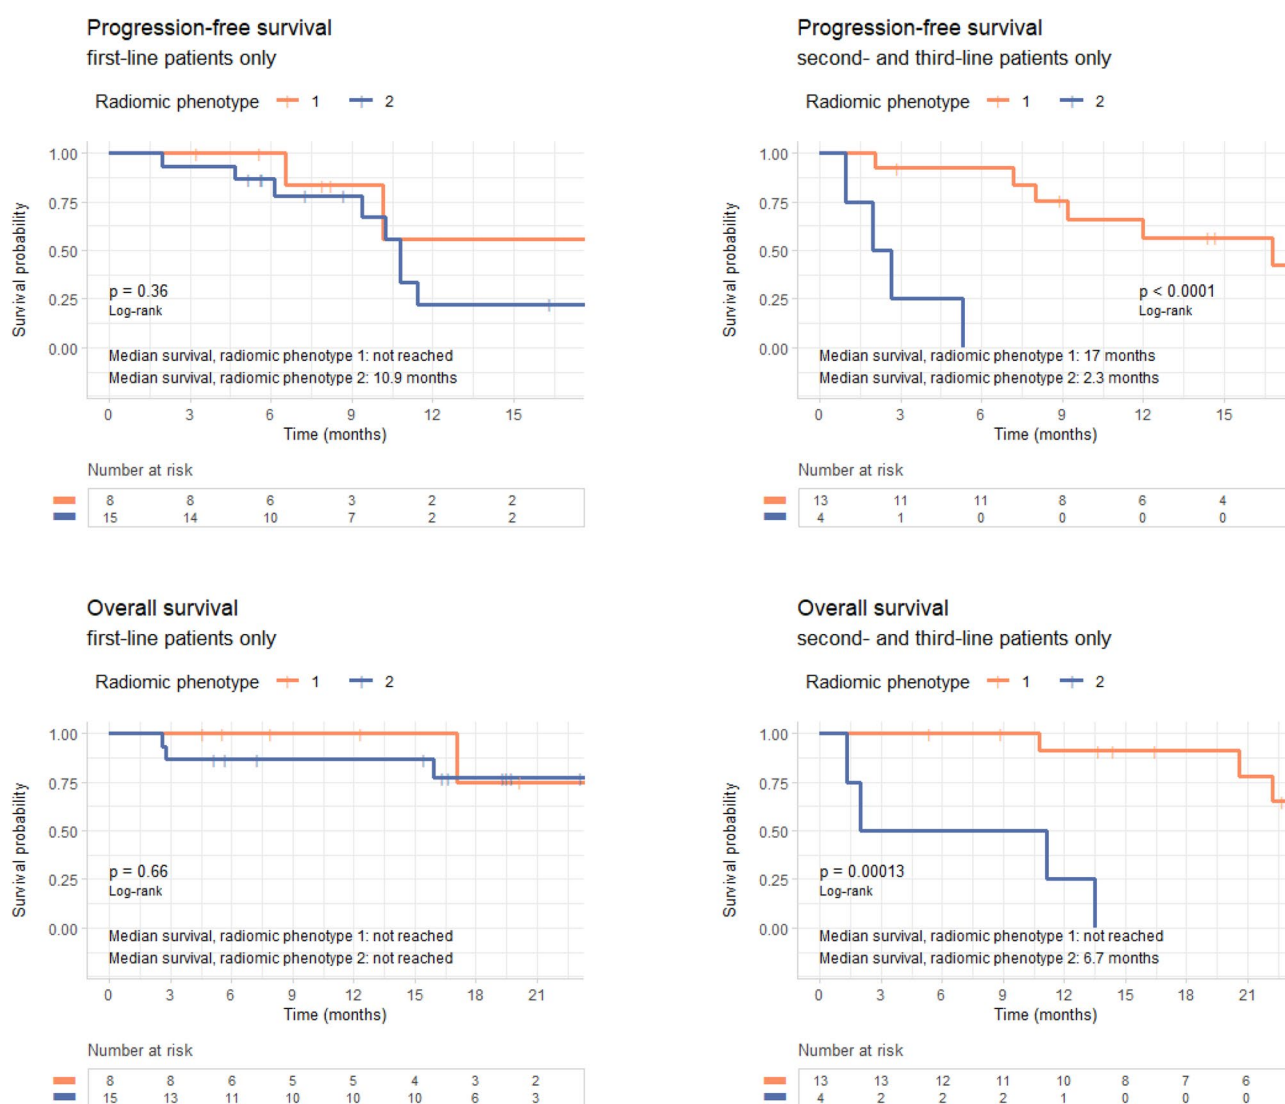 Progression-free survival
first-line patients only
Radiomic phenotype 1 2
1.00
0.75
0.50
0.25
0.00
Survival probability
p = 0.36
Log-rank
Median survival, radiomic phenotype 1: not reached
Median survival, radiomic phenotype 2: 10.9 months
0 3 6 9 12 15
Time (months)
Number at risk
8 8 6 3 2 2
15 14 10 7 2 2
Progression-free survival
second- and third-line patients only
Radiomic phenotype 1 2
1.00
0.75
0.50
0.25
0.00
Survival probability
p < 0.0001
Log-rank
Median survival, radiomic phenotype 1: 17 months
Median survival, radiomic phenotype 2: 2.3 months
0 3 6 9 12 15
Time (months)
Number at risk
13 11 11 8 6 4
4 1 0 0 0 0
Overall survival
first-line patients only
Radiomic phenotype 1 2
1.00
0.75
0.50
0.25
0.00
Survival probability
p = 0.66
Log-rank
Median survival, radiomic phenotype 1: not reached
Median survival, radiomic phenotype 2: not reached
0 3 6 9 12 15 18 21
Time (months)
Number at risk
8 8 6 5 5 4 3 2
15 13 11 10 10 10 6 3
Overall survival
second- and third-line patients only
Radiomic phenotype 1 2
1.00
0.75
0.50
0.25
0.00
Survival probability
p = 0.00013
Log-rank
Median survival, radiomic phenotype 1: not reached
Median survival, radiomic phenotype 2: 6.7 months
0 3 6 9 12 15 18 21
Time (months)
Number at risk
13 13 12 11 10 8 7 6
4 2 2 2 1 0 0 0